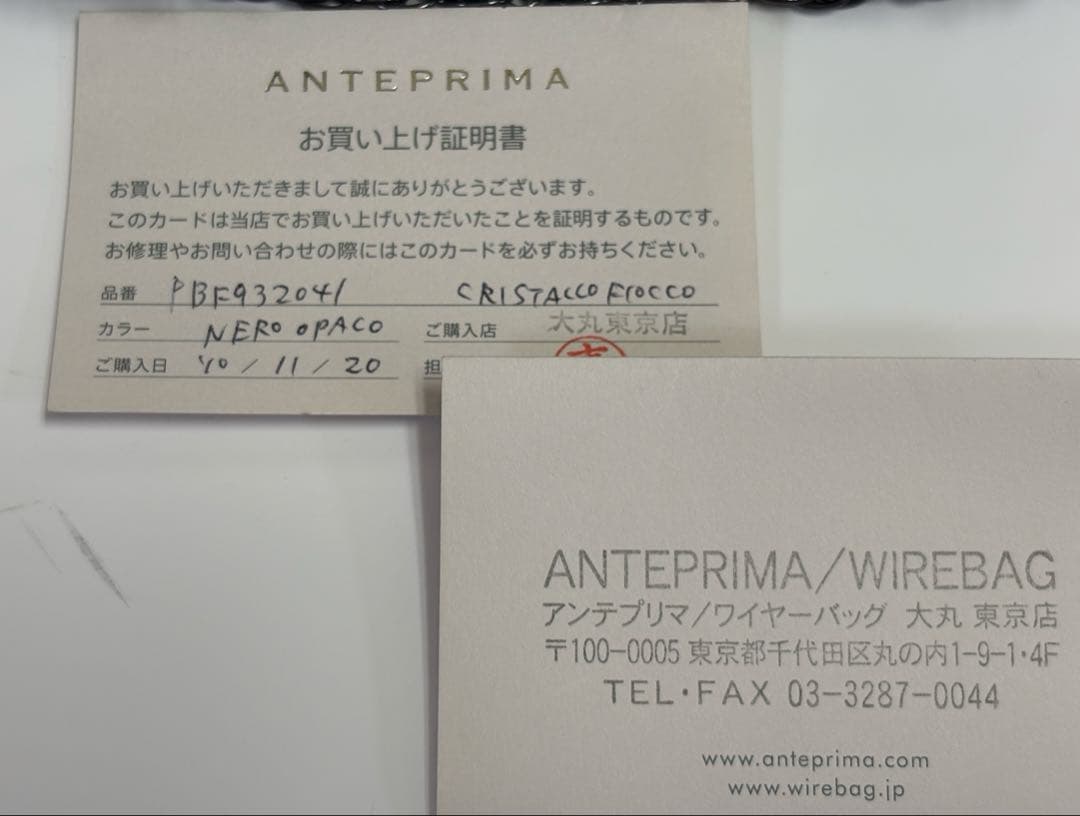 ANTEPRIMA
お買い上げ証明書
お買い上げいただきまして誠にありがとうございます。
このカードは当店でお買い上げいただいたことを証明するものです。
お修理やお問い合わせの際にはこのカードを必ずお持ちください。
品番 PBF932041 CRISTALLO FIOCCO
カラー NERO OPACO ご購入店 大丸東京店
ご購入日 '10 / 11 / 20 担
ANTEPRIMA/WIREBAG
アンテプリマ/ワイヤーバッグ 大丸 東京店
〒100-0005 東京都千代田区丸の内1-9-1・4F
TEL・FAX 03-3287-0044
www.anteprima.com
www.wirebag.jp